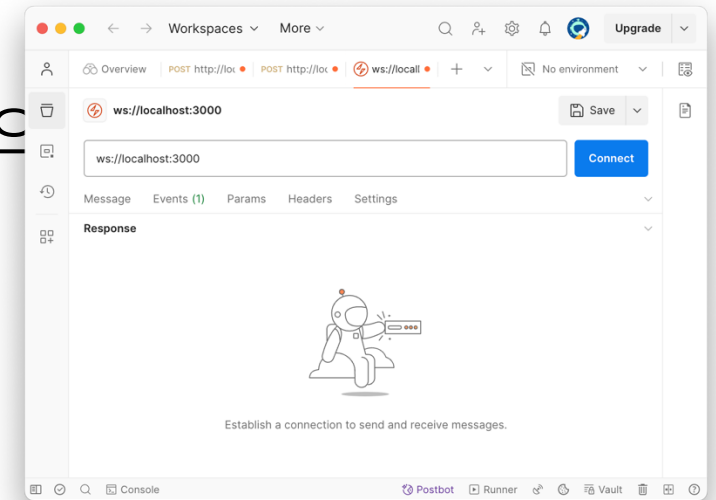 Workspaces More Upgrade
Overview POST http://loc POST http://loc ws://locall No environment
ws://localhost:3000 Save
ws://localhost:3000 Connect
Message Events (1) Params Headers Settings
Response
Establish a connection to send and receive messages.
Console Postbot Runner Vault